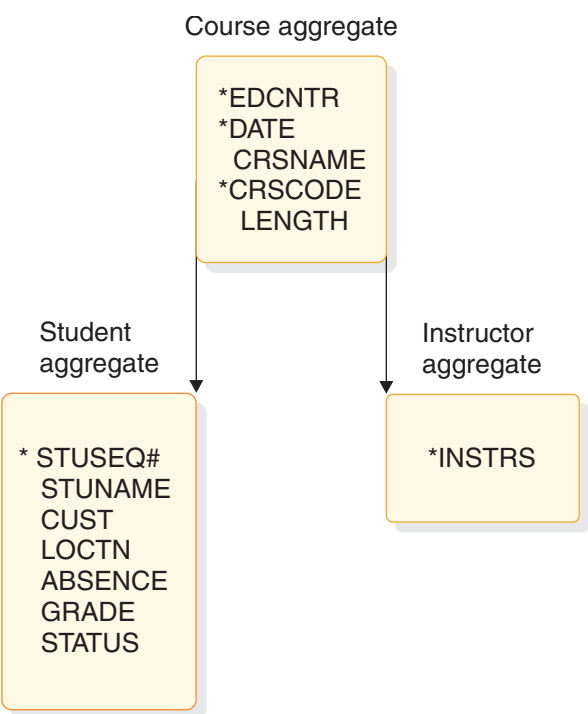 Course aggregate
*EDCNTR
*DATE
CRSNAME
*CRSCODE
LENGTH
Student
aggregate
* STUSEQ#
STUNAME
CUST
LOCTN
ABSENCE
GRADE
STATUS
Instructor
aggregate
*INSTRS